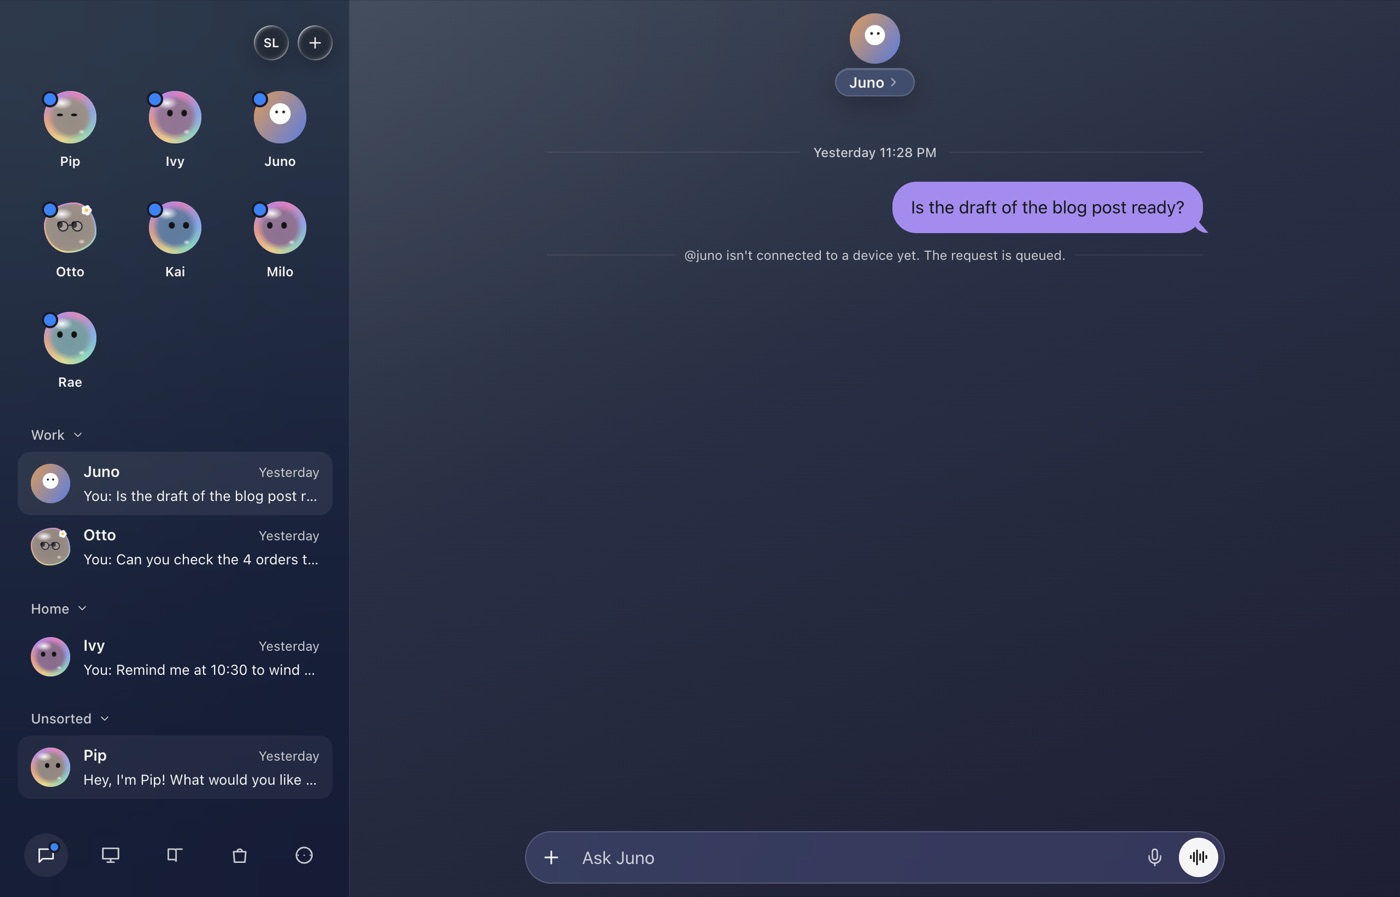 SL
Pip
Ivy
Juno
Otto
Kai
Milo
Rae
Work
Juno
Yesterday
You: Is the draft of the blog post r...
Otto
Yesterday
You: Can you check the 4 orders t...
Home
Ivy
Yesterday
You: Remind me at 10:30 to wind ...
Unsorted
Pip
Yesterday
Hey, I'm Pip! What would you like ...
Juno
Yesterday 11:28 PM
Is the draft of the blog post ready?
@juno isn't connected to a device yet. The request is queued.
Ask Juno